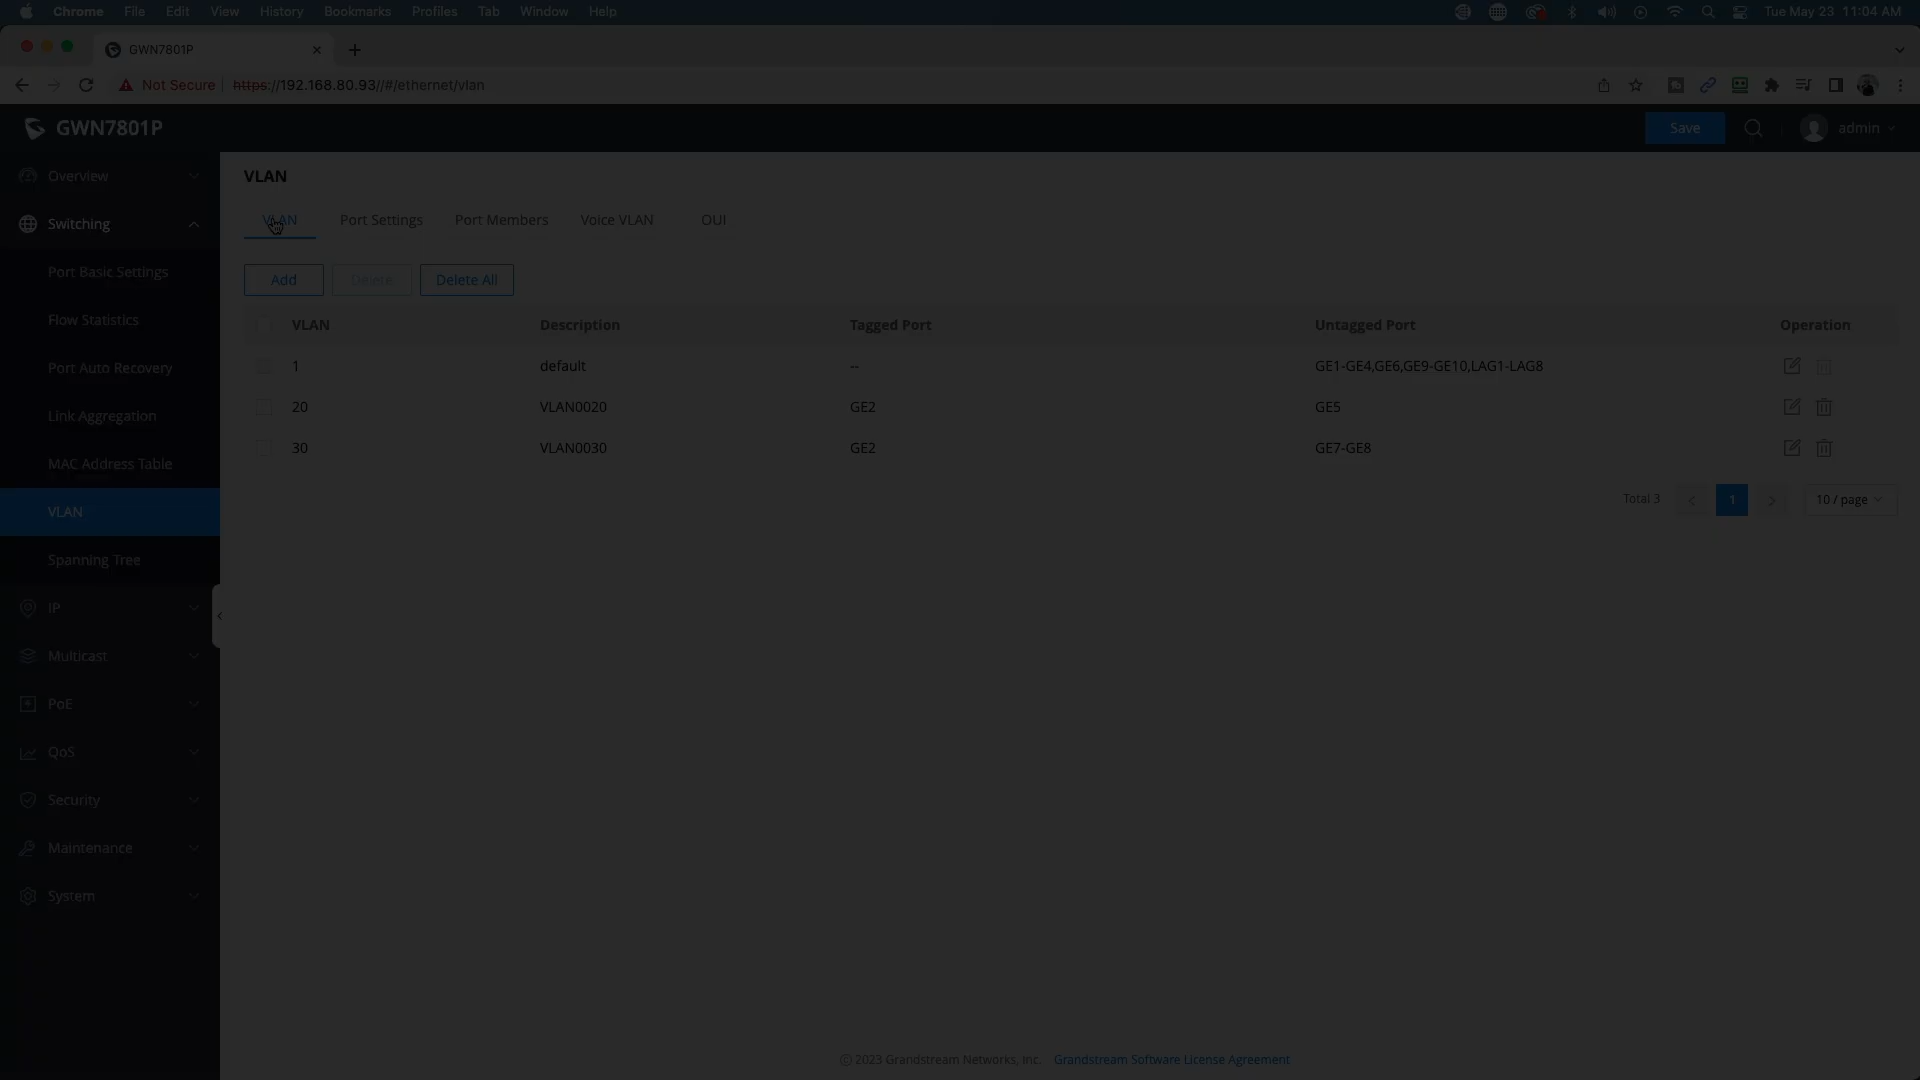 Chrome File Edit View History Bookmarks Profiles Tab Window Help Tue May 23 11:04 AM
GWN7801P
Not Secure https://192.168.80.93//#/ethernet/vlan
GWN7801P Save admin
Overview
Switching
Port Basic Settings
Flow Statistics
Port Auto Recovery
Link Aggregation
MAC Address Table
VLAN
Spanning Tree
IP
Multicast
PoE
QoS
Security
Maintenance
System
VLAN
VLAN Port Settings Port Members Voice VLAN OUI
Add Delete Delete All
VLAN Description Tagged Port Untagged Port Operation
1 default -- GE1-GE4,GE6,GE9-GE10,LAG1-LAG8
20 VLAN0020 GE2 GE5
30 VLAN0030 GE2 GE7-GE8
Total 3 < 1 > 10 / page
© 2023 Grandstream Networks, Inc. Grandstream Software License Agreement